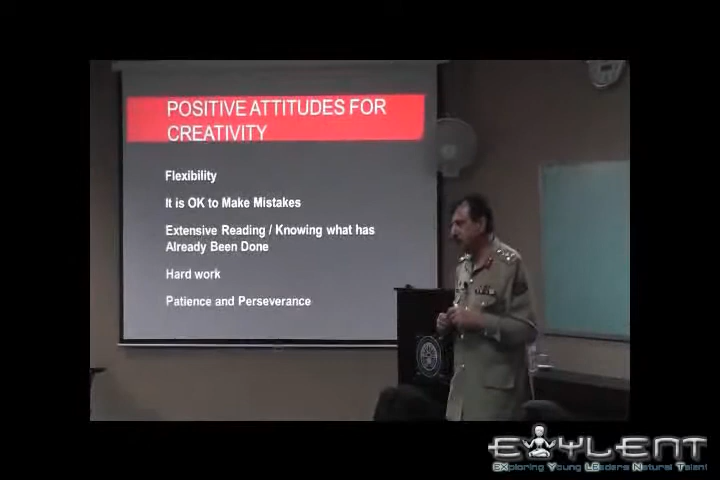 POSITIVE ATTITUDES FOR
CREATIVITY
Flexibility
It is OK to Make Mistakes
Extensive Reading / Knowing what has
Already Been Done
Hard work
Patience and Perseverance
EXYLENT
EXploring Young LEaders Natural Talent